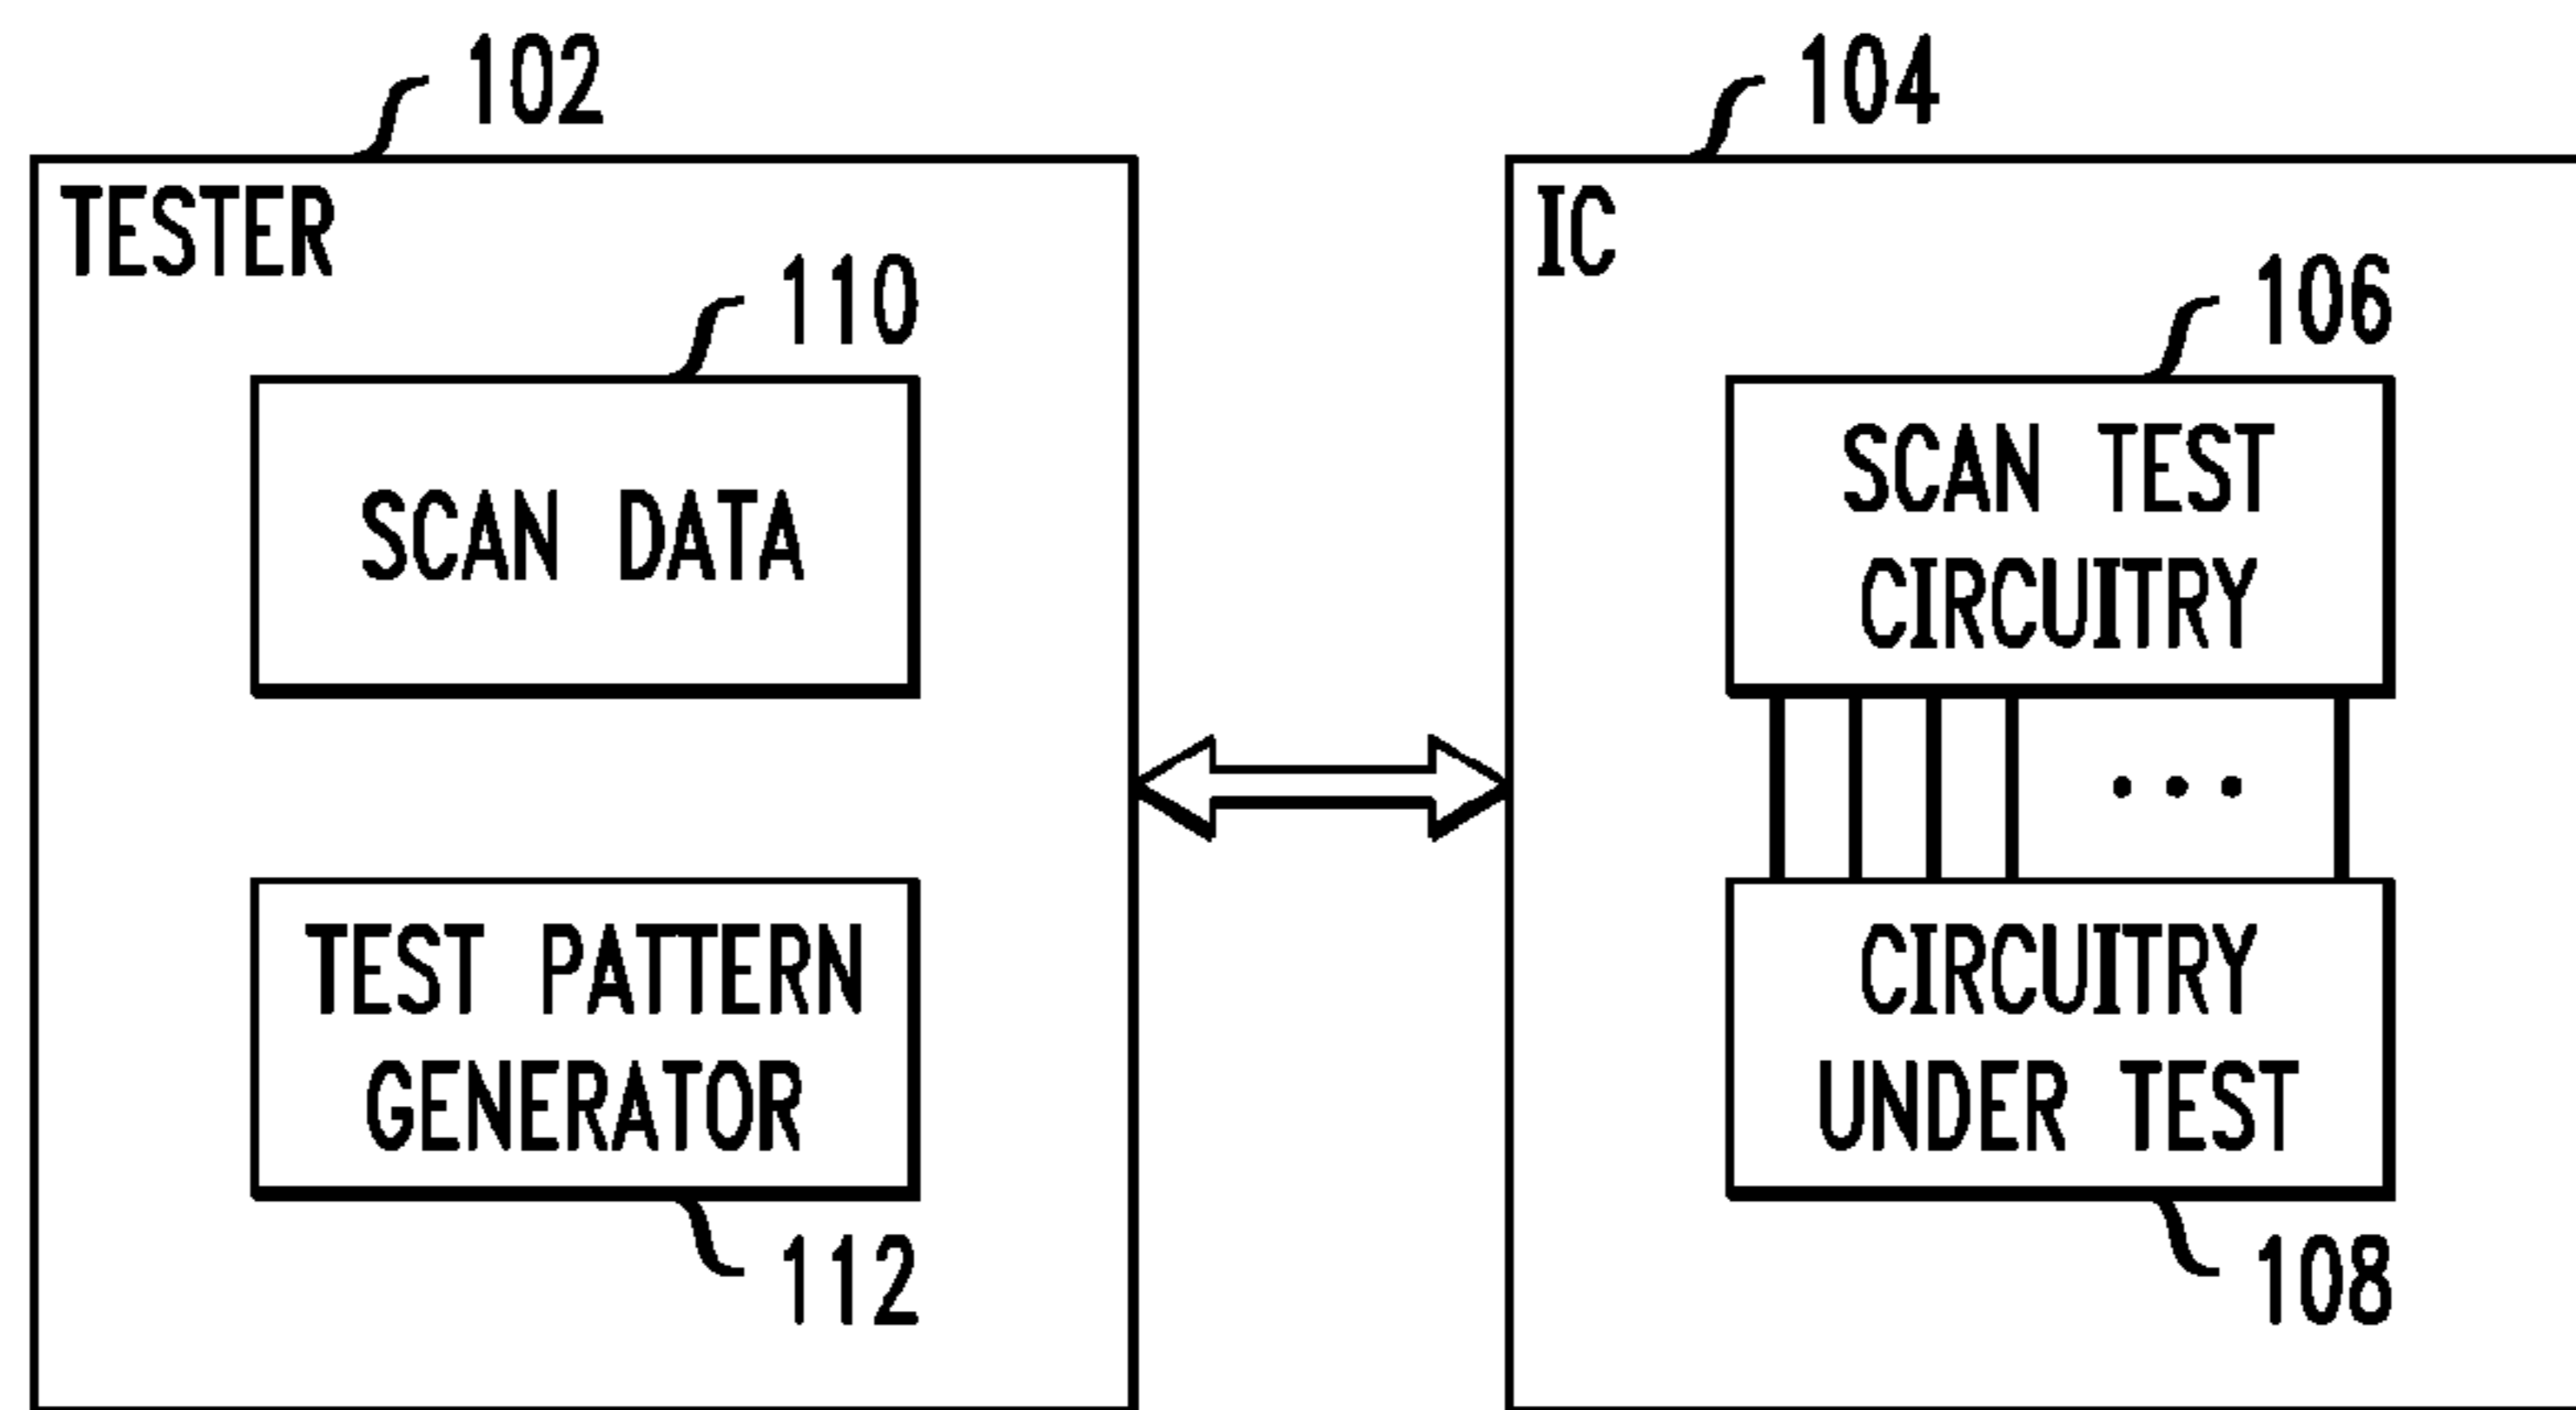 102
TESTER
110
SCAN DATA
TEST PATTERN
GENERATOR
112
104
IC
106
SCAN TEST
CIRCUITRY
CIRCUITRY
UNDER TEST
108